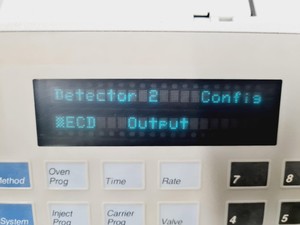 Detector 2 Config
※ECD Output
Method
Oven Prog
Time
Rate
7
8
System
Inject Prog
Carrier Prog
Valve
4
5